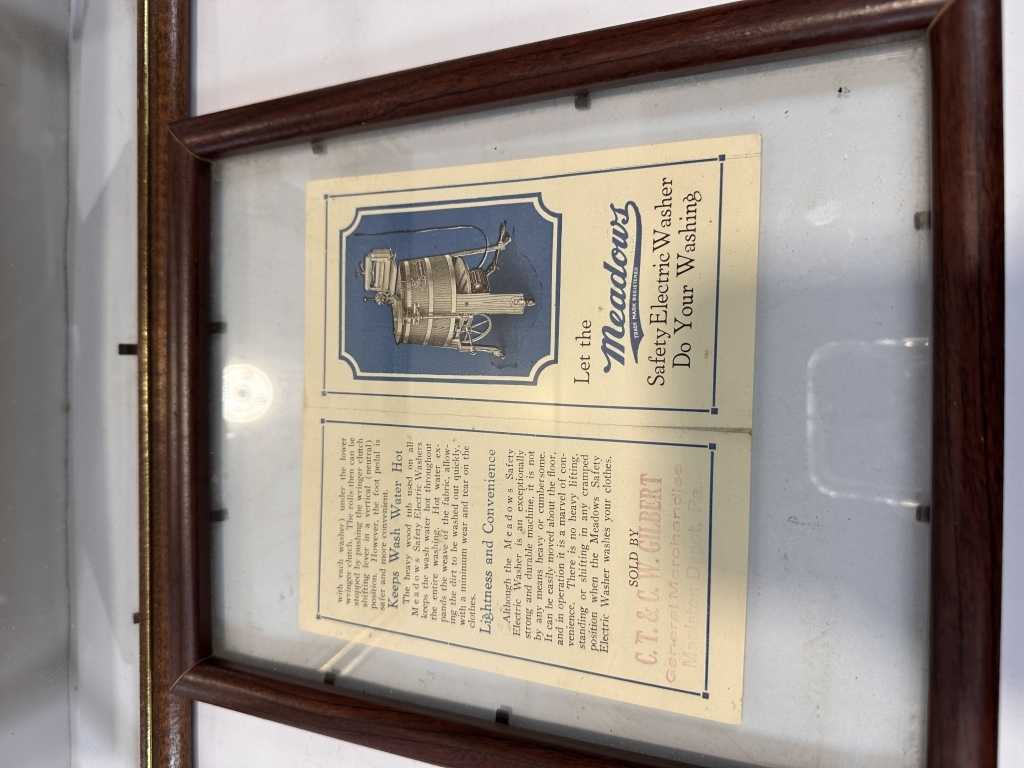 with each washer) under the lower
wringer clutch. The rolls then can be
stopped by pushing the wringer clutch
shifting lever in a vertical (neutral)
position. However, the foot pedal is
safer and more convenient.
Keeps Wash Water Hot
The heavy wood tub used on all
Meadows Safety Electric Washers
keeps the wash water hot throughout
the entire washing. Hot water ex-
pands the weave of the fabric, allow-
ing the dirt to be washed out quickly,
with a minimum wear and tear on the
clothes.
Lightness and Convenience
Although the Meadows Safety
Electric Washer is an exceptionally
strong and durable machine, it is not
by any means heavy or cumbersome.
It can be easily moved about the floor,
and in operation it is a marvel of con-
venience. There is no heavy lifting,
standing or shifting in any cramped
position when the Meadows Safety
Electric Washer washes your clothes.
SOLD BY
C. T. & C. W. GILBERT
General Merchandise
Mapleton Depot, Pa.
Let the
Meadows
TRADE MARK REGISTERED
Safety Electric Washer
Do Your Washing